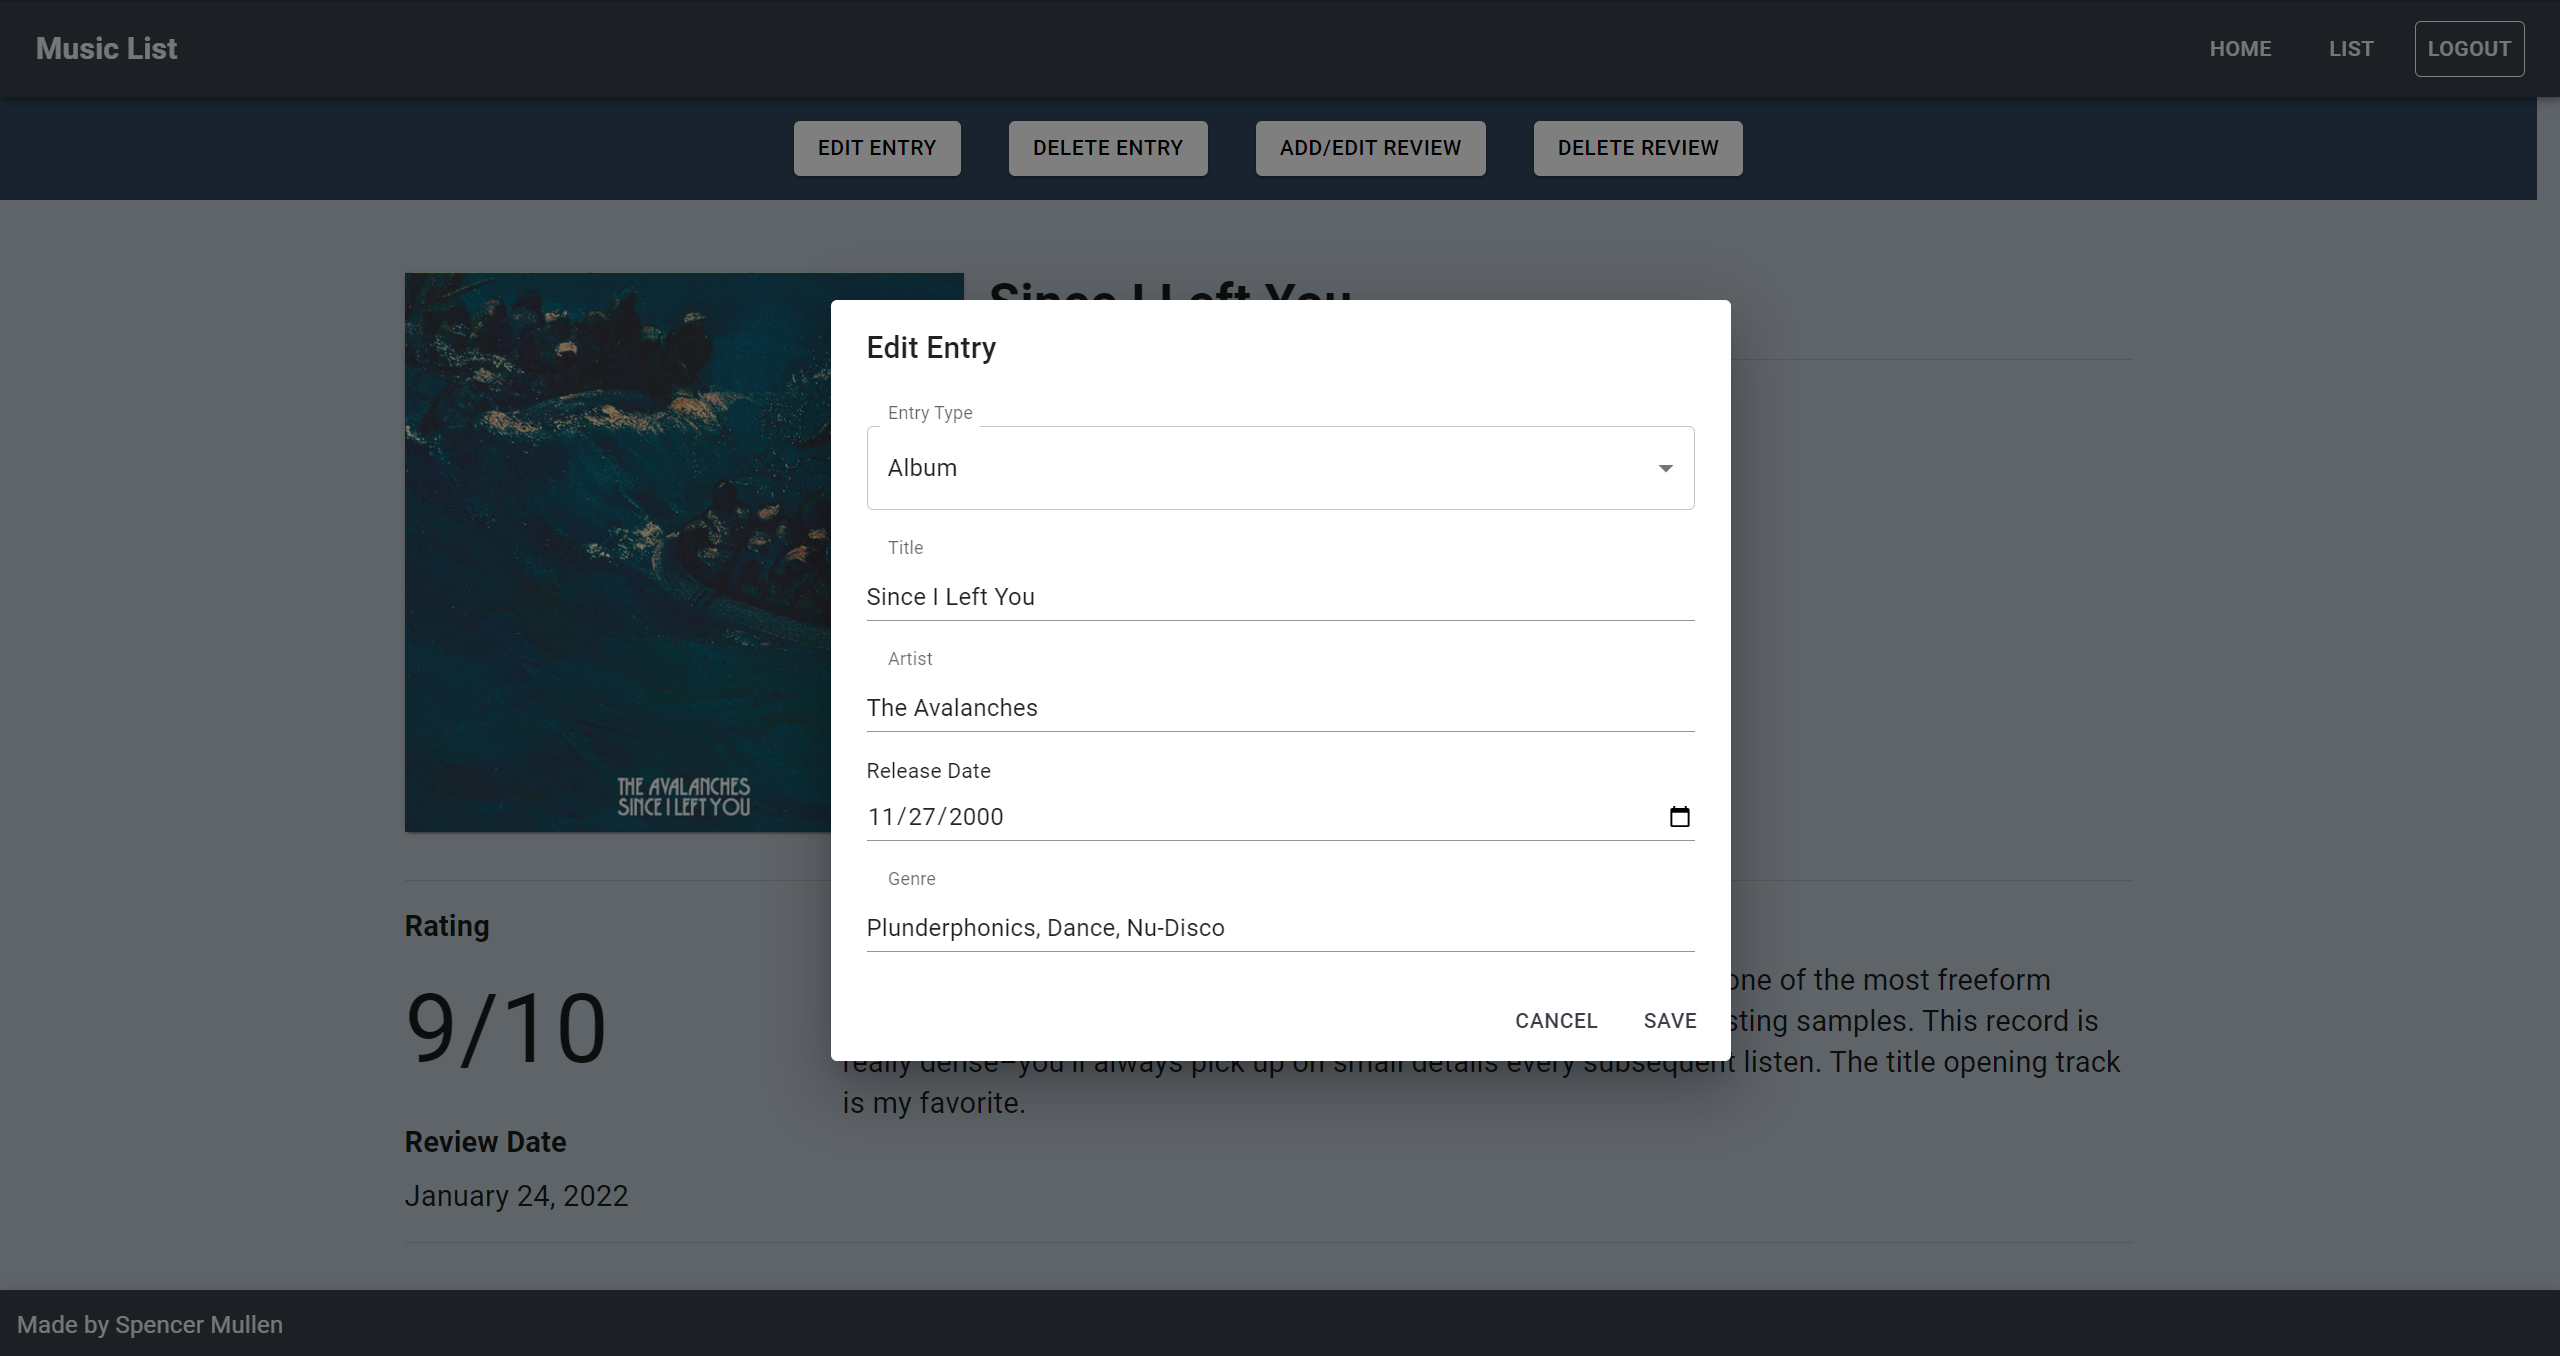 Music List
HOME LIST LOGOUT
EDIT ENTRY DELETE ENTRY ADD/EDIT REVIEW DELETE REVIEW
Since I Left You
THE AVALANCHES
SINCE I LEFT YOU
Edit Entry
Entry Type
Album
Title
Since I Left You
Artist
The Avalanches
Release Date
11/27/2000
Genre
Plunderphonics, Dance, Nu-Disco
CANCEL SAVE
Rating
9/10
Review Date
January 24, 2022
one of the most freeform
samples. This record is
really dense–you'll always pick up on small details every subsequent listen. The title opening track
is my favorite.
Made by Spencer Mullen